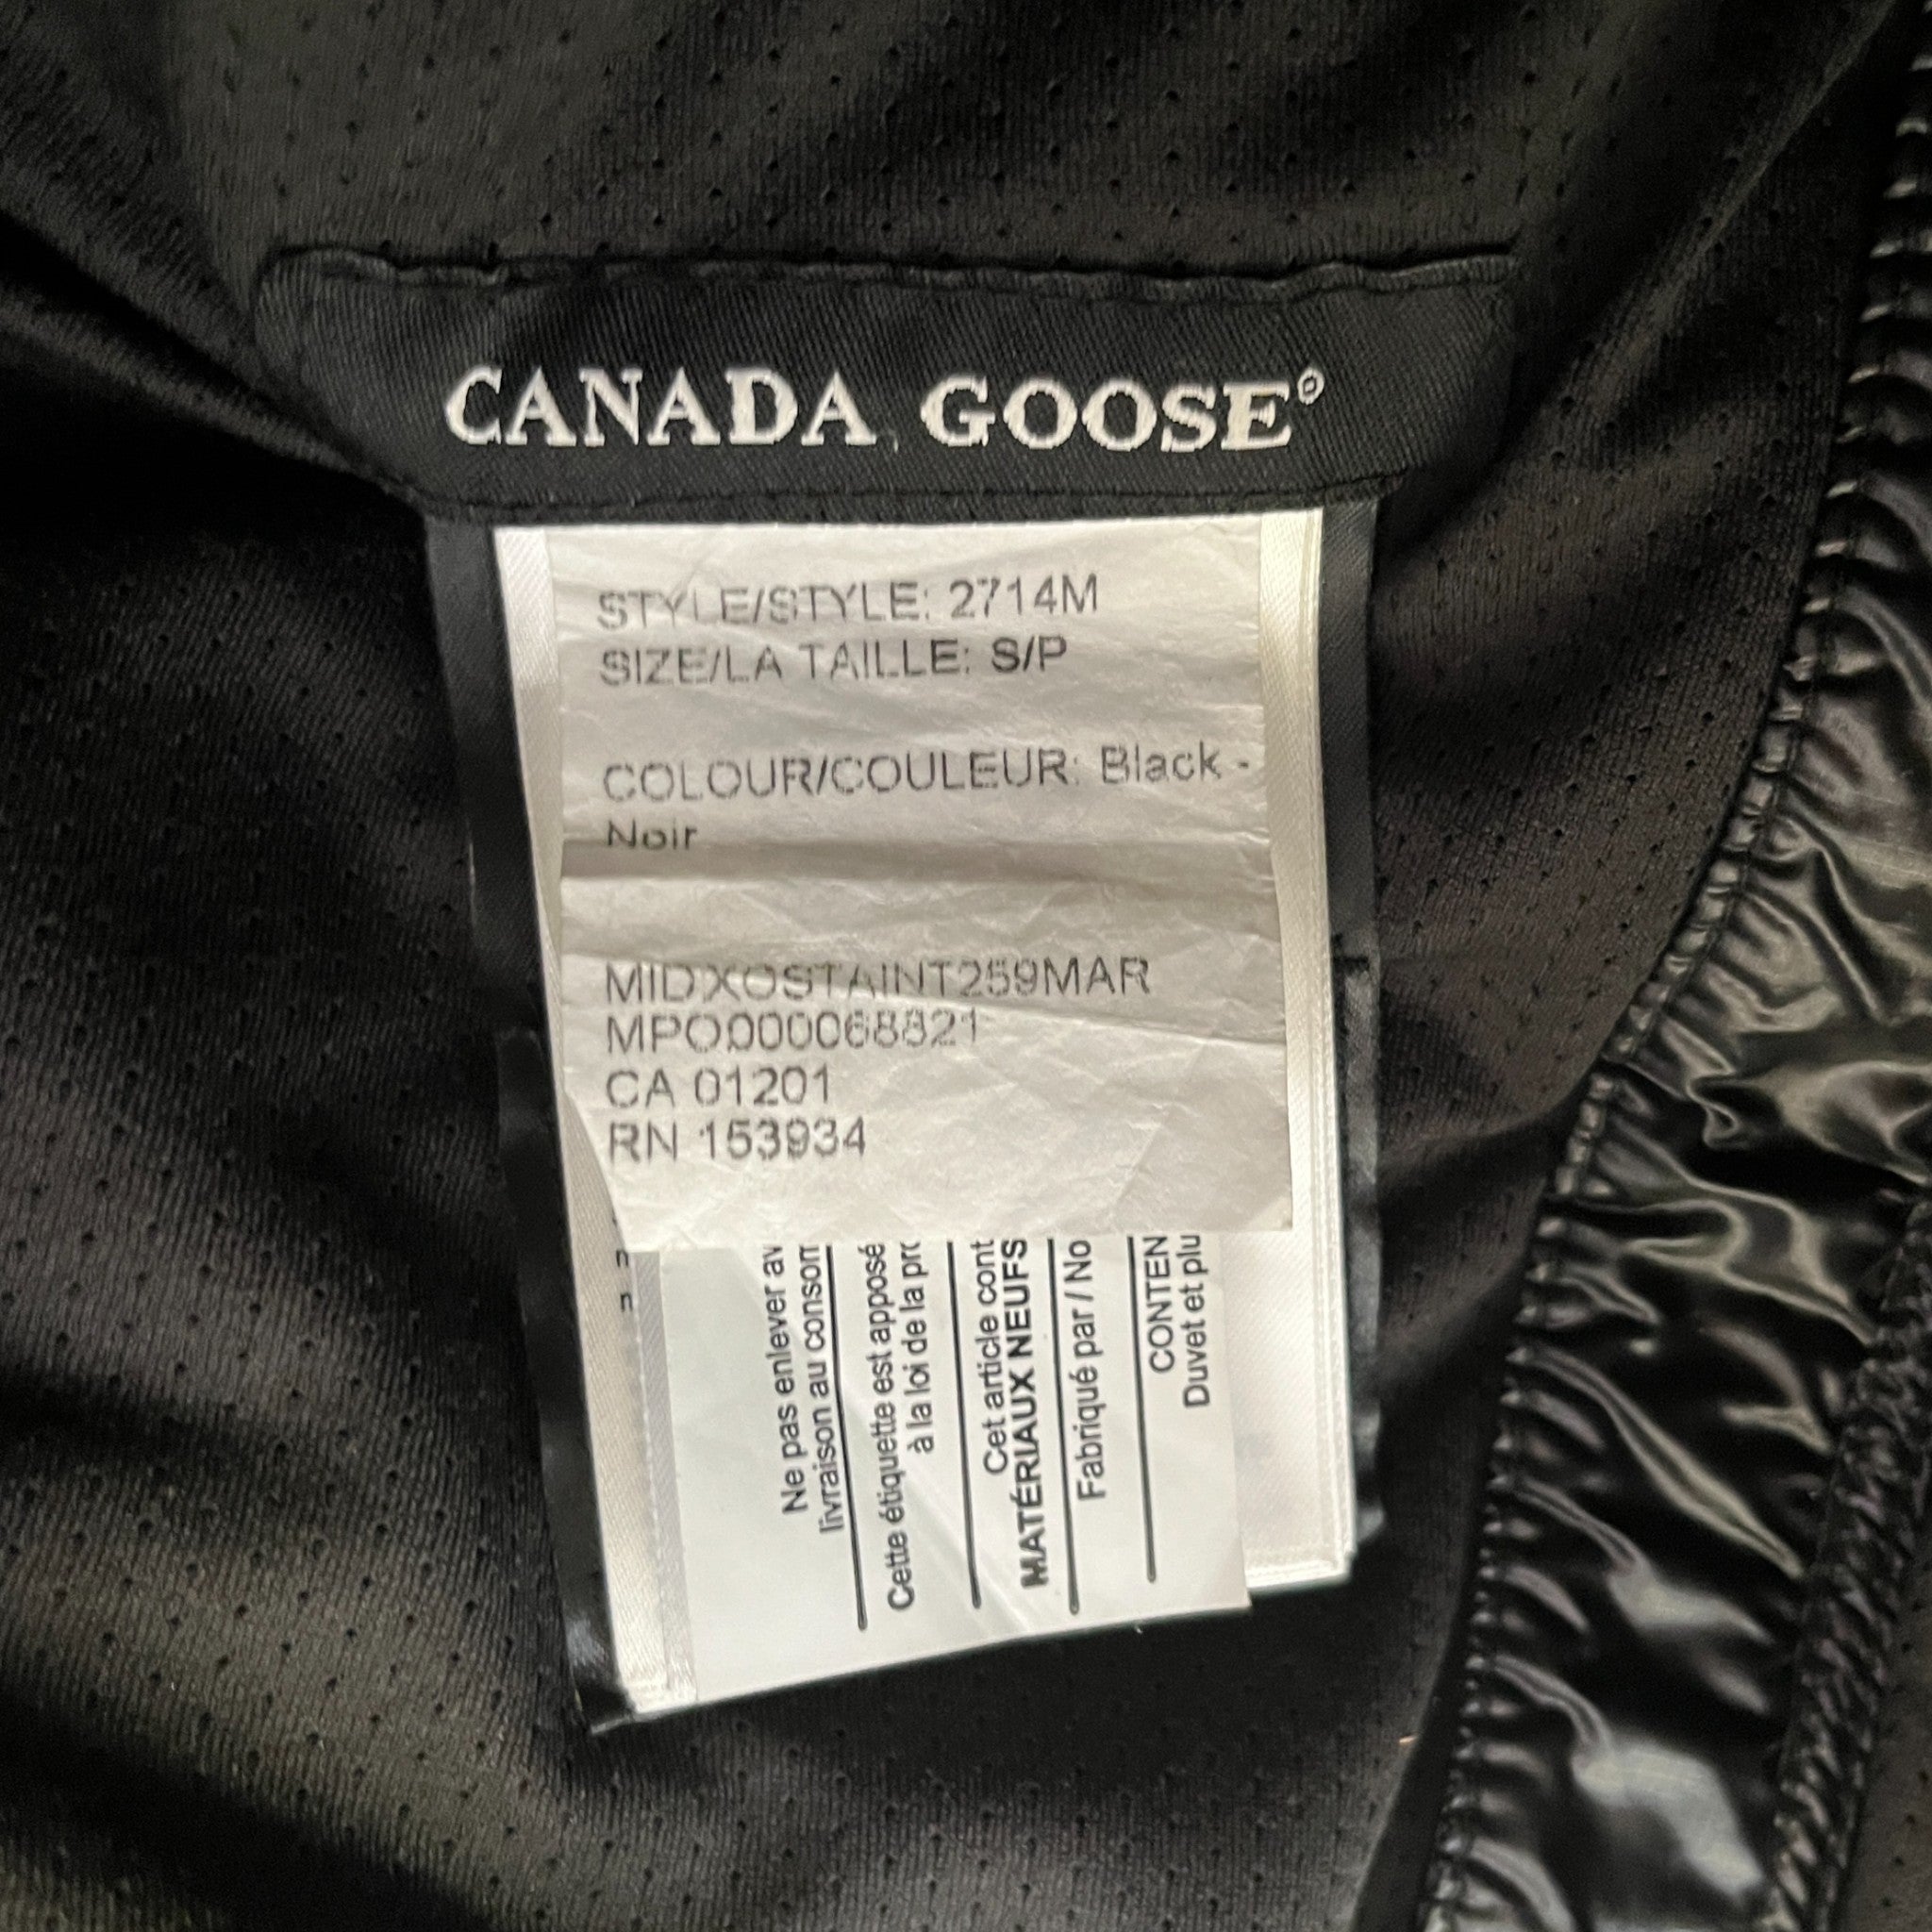 CANADA GOOSE®
STYLE/STYLE: 2714M
SIZE/LA TAILLE: S/P
COLOUR/COULEUR: Black -
Noir
MIDXOSTAINT259MAR
MPO000068821
CA 01201
RN 153934
Ne pas enlever av
livraison au consom
Cette étiquette est apposé
à la loi de la pro
Cet article cont
MATÉRIAUX NEUFS
Fabriqué par / No
CONTEN
Duvet et plu